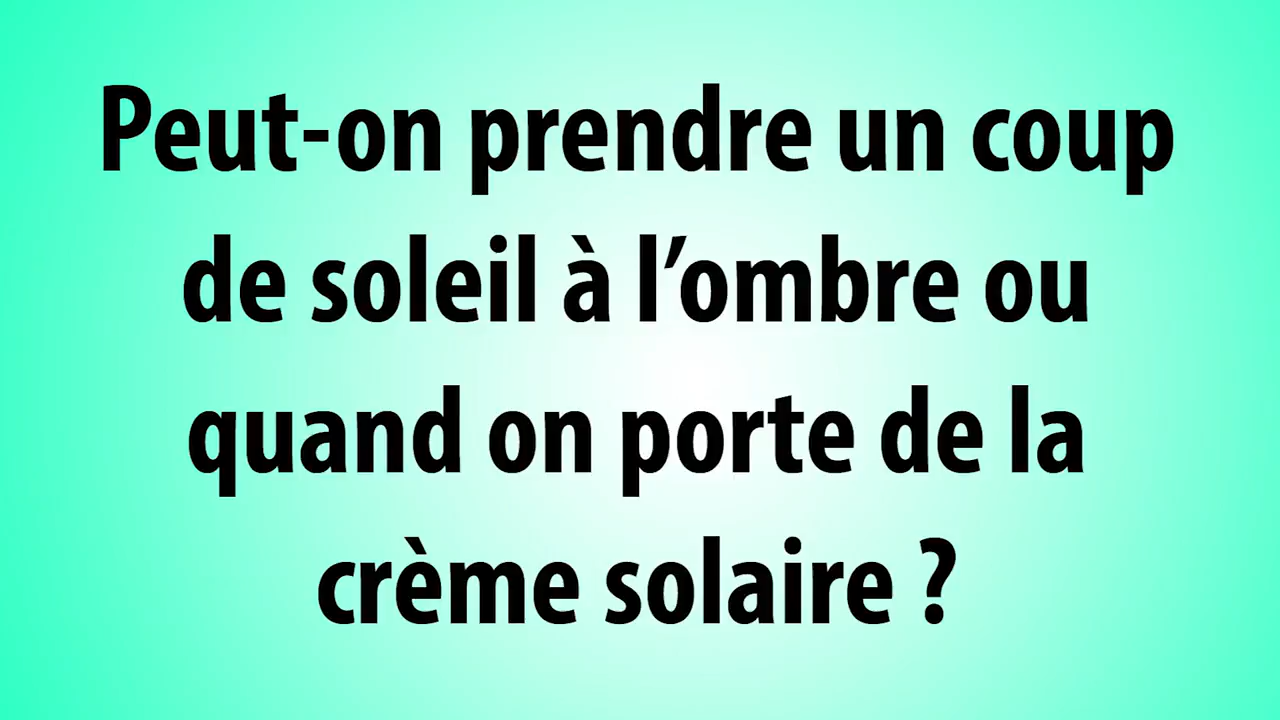 Peut-on prendre un coup
de soleil à l’ombre ou
quand on porte de la
crème solaire ?